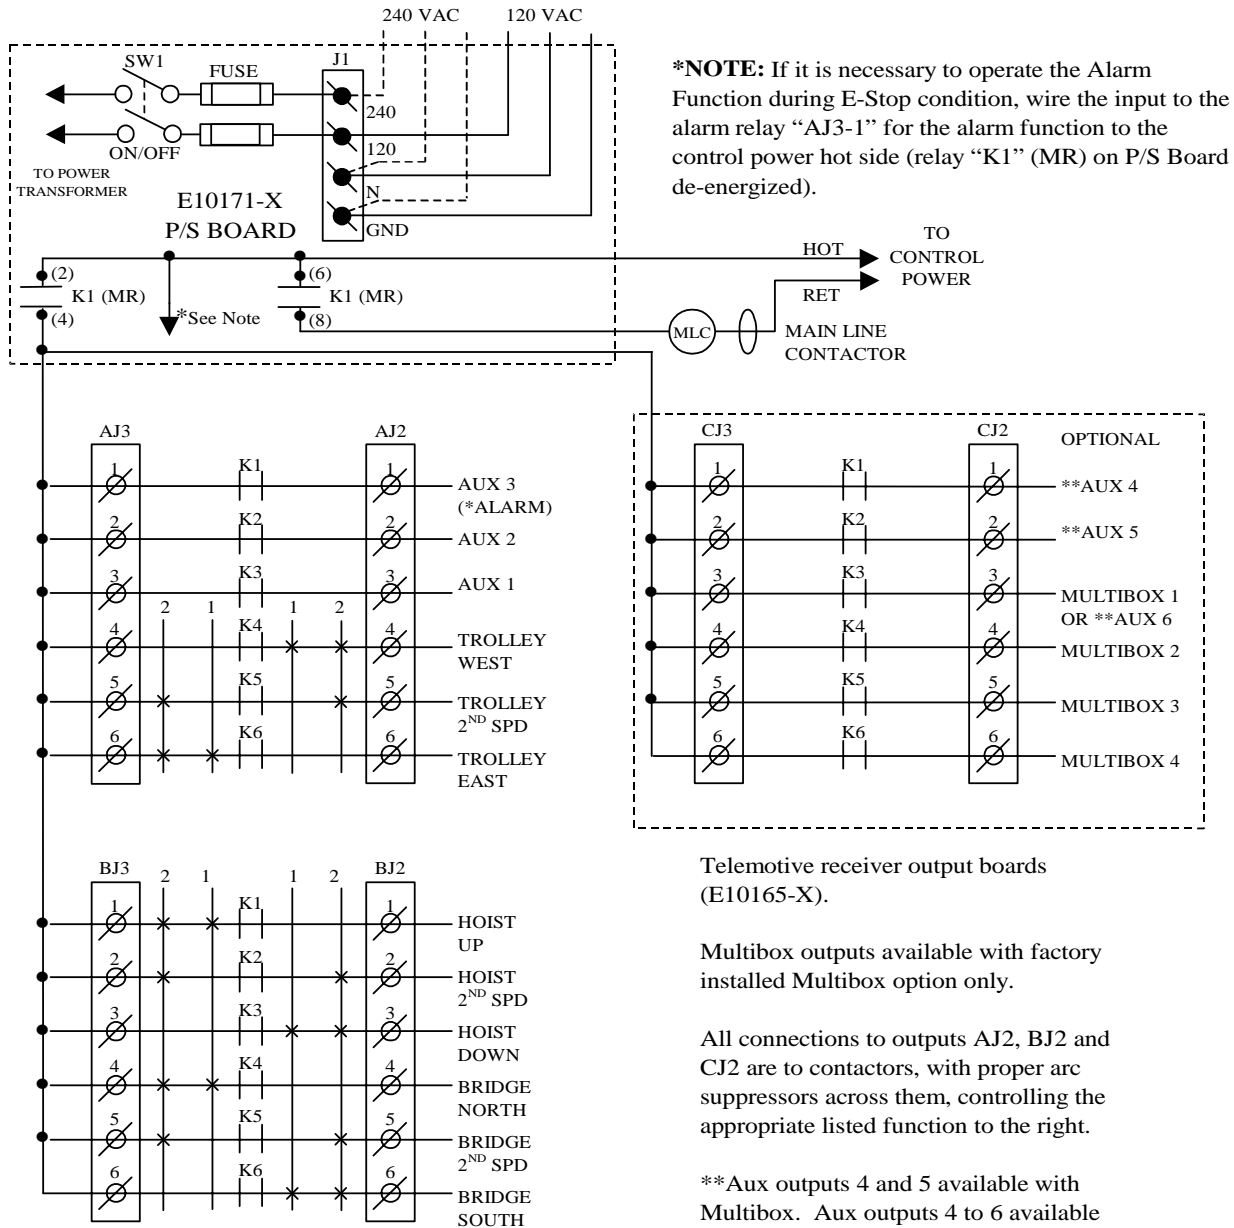 240 VAC 120 VAC
SW1
FUSE
J1
240
120
N
GND
ON/OFF
TO POWER
TRANSFORMER
E10171-X
P/S BOARD
*NOTE: If it is necessary to operate the Alarm
Function during E-Stop condition, wire the input to the
alarm relay “AJ3-1” for the alarm function to the
control power hot side (relay “K1” (MR) on P/S Board
de-energized).
(2)
K1 (MR)
(4)
*See Note
(6)
K1 (MR)
(8)
HOT
RET
TO
CONTROL
POWER
MLC
MAIN LINE
CONTACTOR
AJ3 AJ2
1 K1 1 AUX 3
(*ALARM)
2 K2 2 AUX 2
3 K3 3 AUX 1
2 1 1 2
4 K4 4 TROLLEY
WEST
5 K5 5 TROLLEY
2ND SPD
6 K6 6 TROLLEY
EAST
CJ3 CJ2 OPTIONAL
1 K1 1 **AUX 4
2 K2 2 **AUX 5
3 K3 3 MULTIBOX 1
OR **AUX 6
4 K4 4 MULTIBOX 2
5 K5 5 MULTIBOX 3
6 K6 6 MULTIBOX 4
BJ3 2 1 1 2 BJ2
1 K1 1 HOIST
UP
2 K2 2 HOIST
2ND SPD
3 K3 3 HOIST
DOWN
4 K4 4 BRIDGE
NORTH
5 K5 5 BRIDGE
2ND SPD
6 K6 6 BRIDGE
SOUTH
Telemotive receiver output boards
(E10165-X).
Multibox outputs available with factory
installed Multibox option only.
All connections to outputs AJ2, BJ2 and
CJ2 are to contactors, with proper arc
suppressors across them, controlling the
appropriate listed function to the right.
**Aux outputs 4 and 5 available with
Multibox. Aux outputs 4 to 6 available